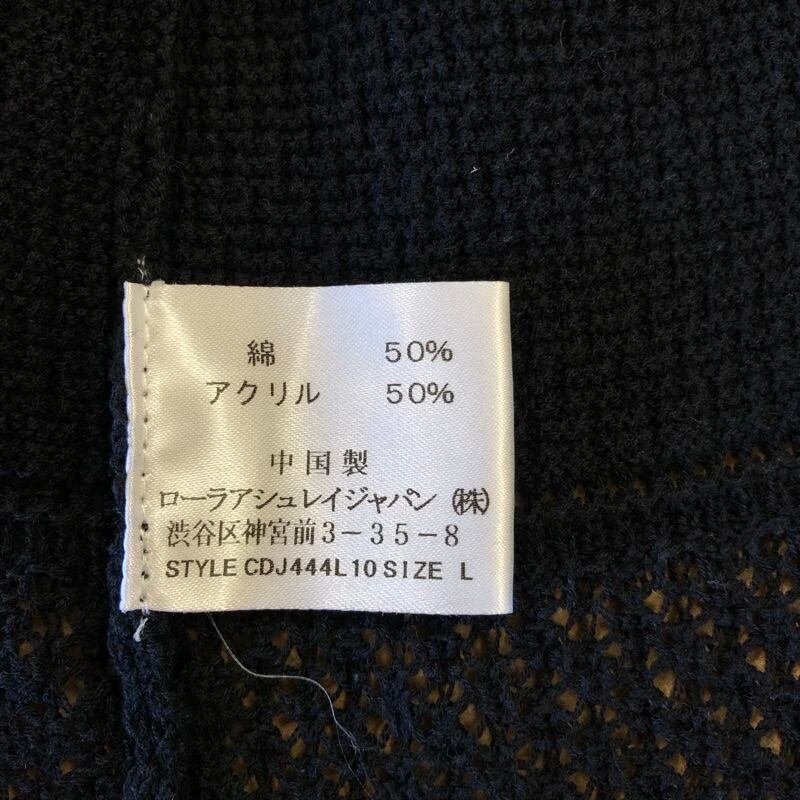 綿 50%
アクリル 50%
中国製
ローラアシュレイジャパン ㈱
渋谷区神宮前3-35-8
STYLE CDJ444L10 SIZE L